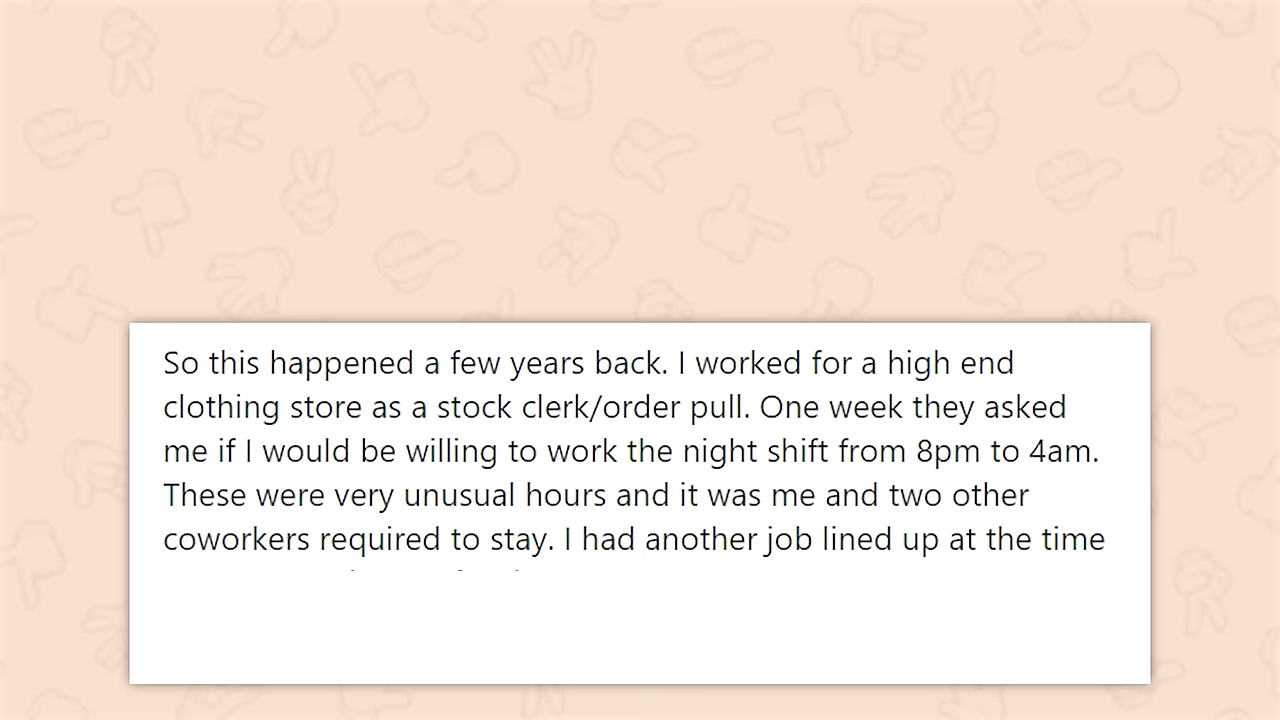 So this happened a few years back. I worked for a high end
clothing store as a stock clerk/order pull. One week they asked
me if I would be willing to work the night shift from 8pm to 4am.
These were very unusual hours and it was me and two other
coworkers required to stay. I had another job lined up at the time